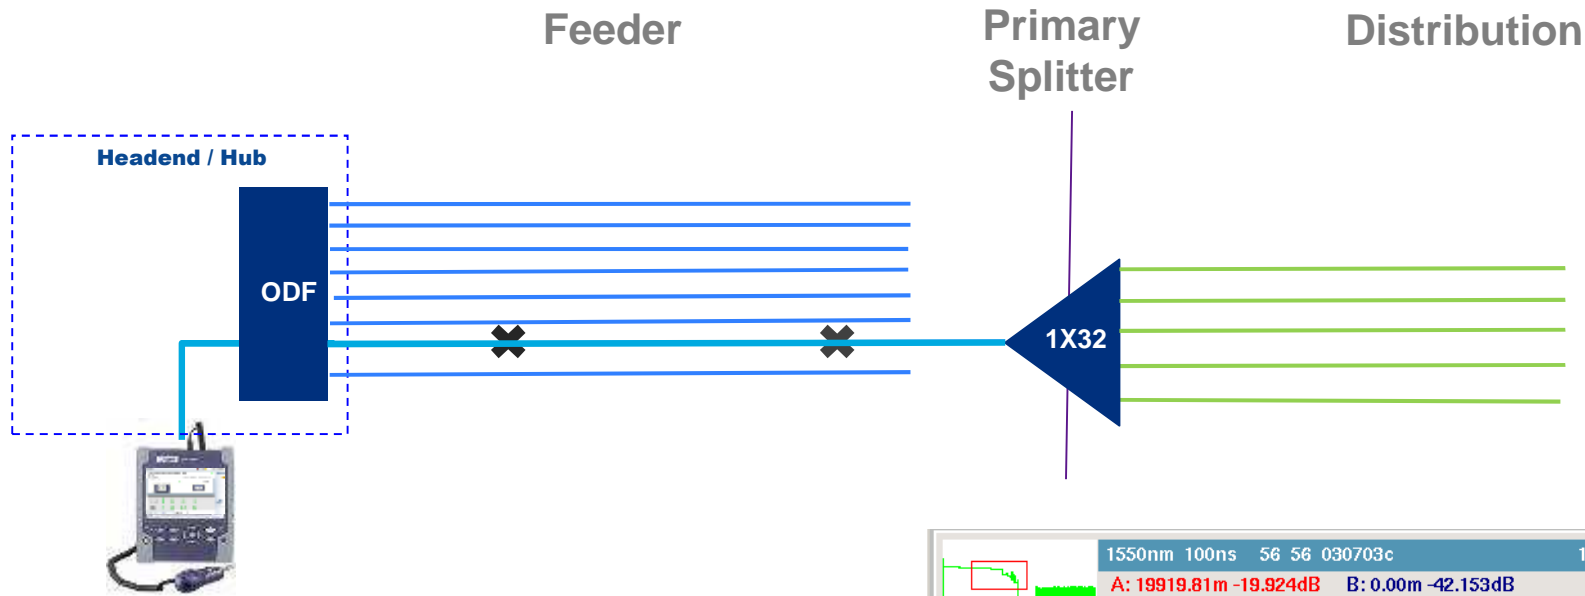 Feeder
Primary
Splitter
Distribution
Headend / Hub
ODF
1X32
1550nm 100ns 56 56 030703c 1
A: 19919.81m -19.924dB B: 0.00m -42.153dB